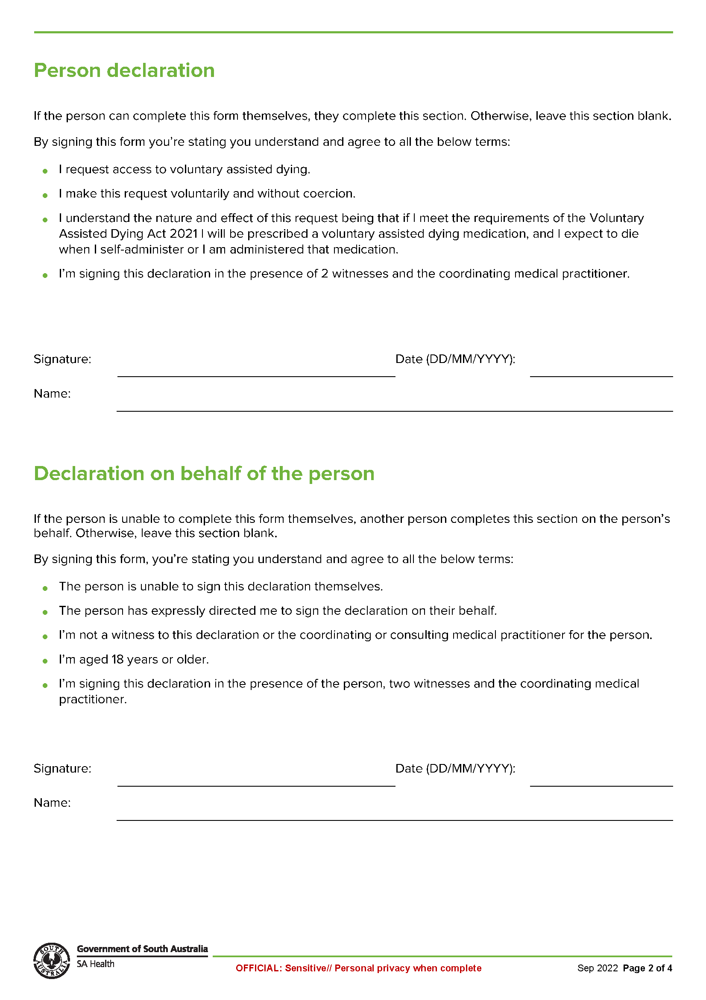 Person declaration
If the person can complete this form themselves, they complete this section. Otherwise, leave this section blank.
By signing this form you’re stating you understand and agree to all the below terms:
• I request access to voluntary assisted dying.
• I make this request voluntarily and without coercion.
• I understand the nature and effect of this request being that if I meet the requirements of the Voluntary
Assisted Dying Act 2021 I will be prescribed a voluntary assisted dying medication, and I expect to die
when I self-administer or I am administered that medication.
• I’m signing this declaration in the presence of 2 witnesses and the coordinating medical practitioner.
Signature: Date (DD/MM/YYYY):
Name:
Declaration on behalf of the person
If the person is unable to complete this form themselves, another person completes this section on the person’s
behalf. Otherwise, leave this section blank.
By signing this form, you’re stating you understand and agree to all the below terms:
• The person is unable to sign this declaration themselves.
• The person has expressly directed me to sign the declaration on their behalf.
• I’m not a witness to this declaration or the coordinating or consulting medical practitioner for the person.
• I’m aged 18 years or older.
• I’m signing this declaration in the presence of the person, two witnesses and the coordinating medical
practitioner.
Signature: Date (DD/MM/YYYY):
Name:
SOUTH AUSTRALIA
Government of South Australia
SA Health
OFFICIAL: Sensitive// Personal privacy when complete
Sep 2022 Page 2 of 4